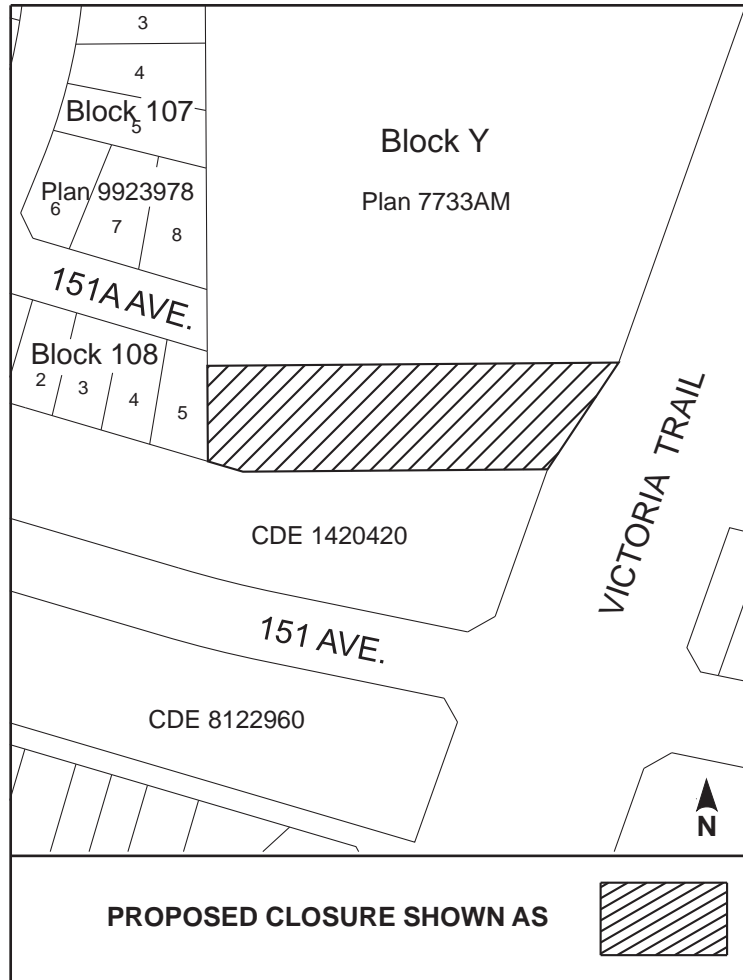 3
4
Block 107
5
Block Y
Plan 9923978
Plan 7733AM
6
7
8
151A AVE.
Block 108
2
3
4
5
VICTORIA TRAIL
CDE 1420420
151 AVE.
CDE 8122960
N
PROPOSED CLOSURE SHOWN AS